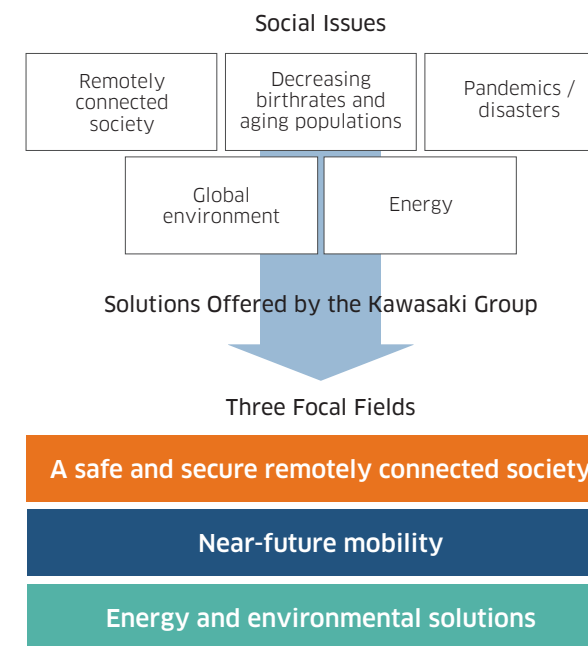 Social Issues
Remotely
connected
society
Decreasing
birthrates and
aging populations
Pandemics /
disasters
Global
environment
Energy
Solutions Offered by the Kawasaki Group
Three Focal Fields
A safe and secure remotely connected society
Near-future mobility
Energy and environmental solutions